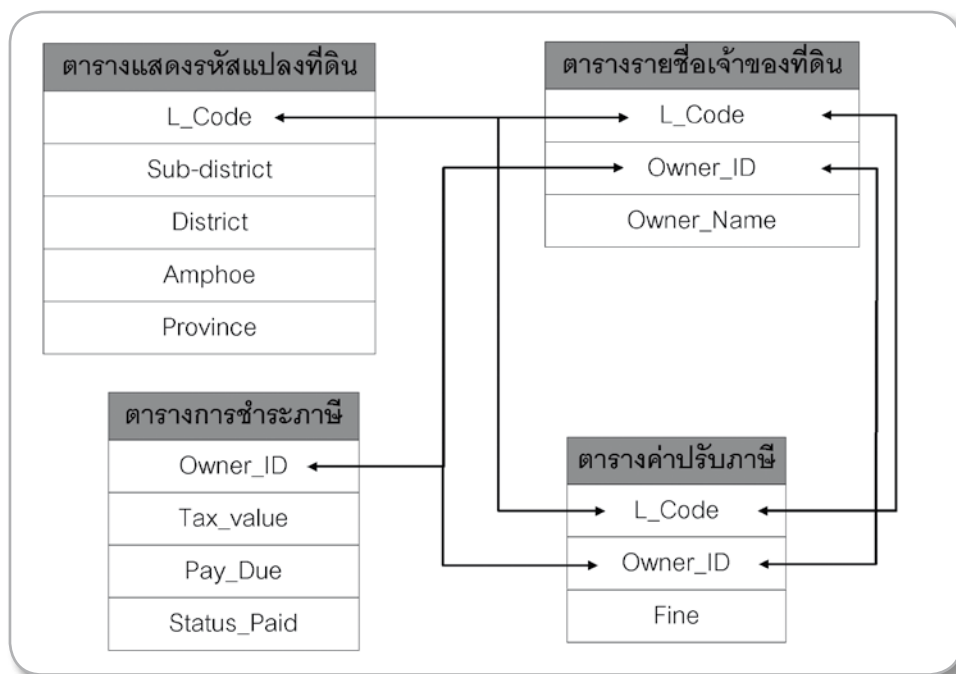 ตารางแสดงรหัสแปลงที่ดิน
L_Code
Sub-district
District
Amphoe
Province
ตารางรายชื่อเจ้าของที่ดิน
L_Code
Owner_ID
Owner_Name
ตารางการชำระภาษี
Owner_ID
Tax_value
Pay_Due
Status_Paid
ตารางค่าปรับภาษี
L_Code
Owner_ID
Fine